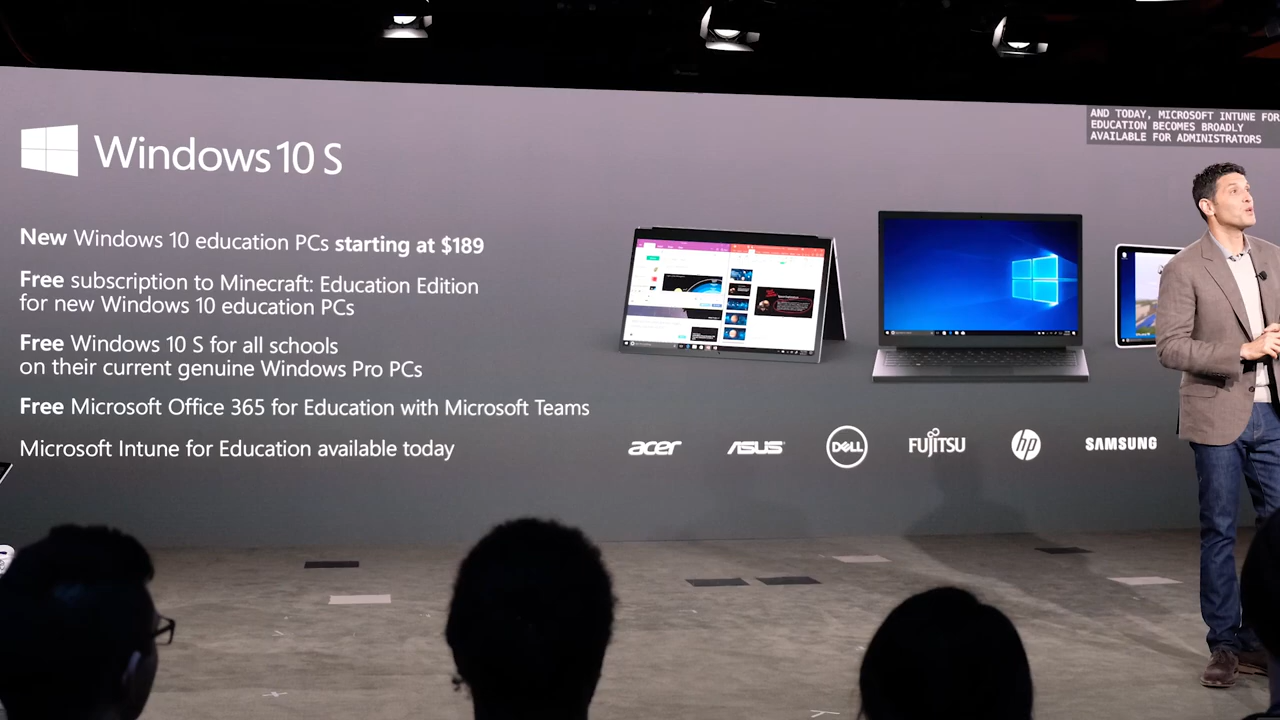 AND TODAY, MICROSOFT INTUNE FOR
EDUCATION BECOMES BROADLY
AVAILABLE FOR ADMINISTRATORS
Windows 10 S
New Windows 10 education PCs starting at $189
Free subscription to Minecraft: Education Edition
for new Windows 10 education PCs
Free Windows 10 S for all schools
on their current genuine Windows Pro PCs
Free Microsoft Office 365 for Education with Microsoft Teams
Microsoft Intune for Education available today
acer
ASUS
DELL
FUJITSU
hp
SAMSUNG